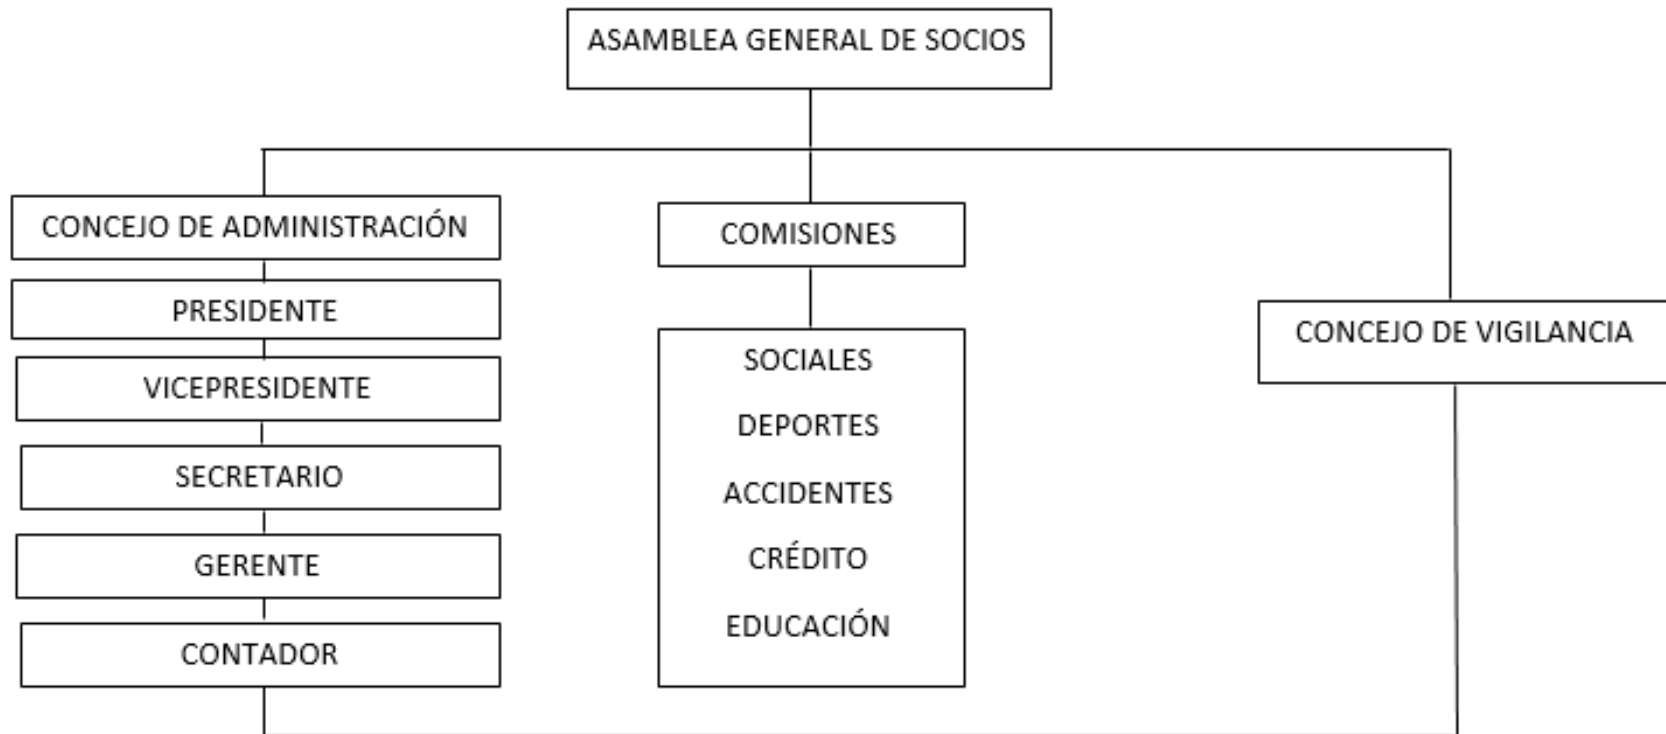 ASAMBLEA GENERAL DE SOCIOS
CONCEJO DE ADMINISTRACIÓN
PRESIDENTE
VICEPRESIDENTE
SECRETARIO
GERENTE
CONTADOR
COMISIONES
SOCIALES
DEPORTES
ACCIDENTES
CRÉDITO
EDUCACIÓN
CONCEJO DE VIGILANCIA